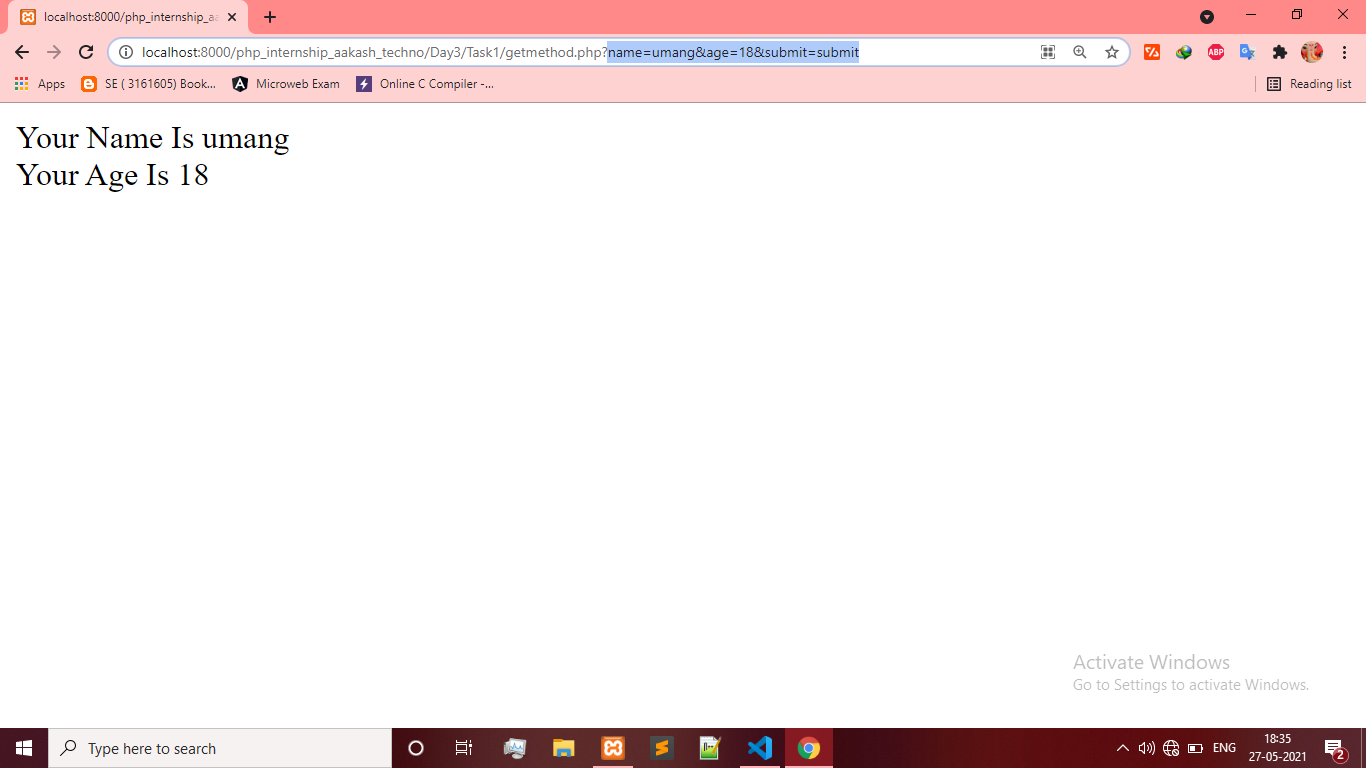 localhost:8000/php_internship_aa
localhost:8000/php_internship_aakash_techno/Day3/Task1/getmethod.php?name=umang&age=18&submit=submit
ABP
Apps SE ( 3161605) Book... Microweb Exam Online C Compiler -... Reading list
Your Name Is umang
Your Age Is 18
Activate Windows
Go to Settings to activate Windows.
Type here to search
ENG
18:35
27-05-2021
2